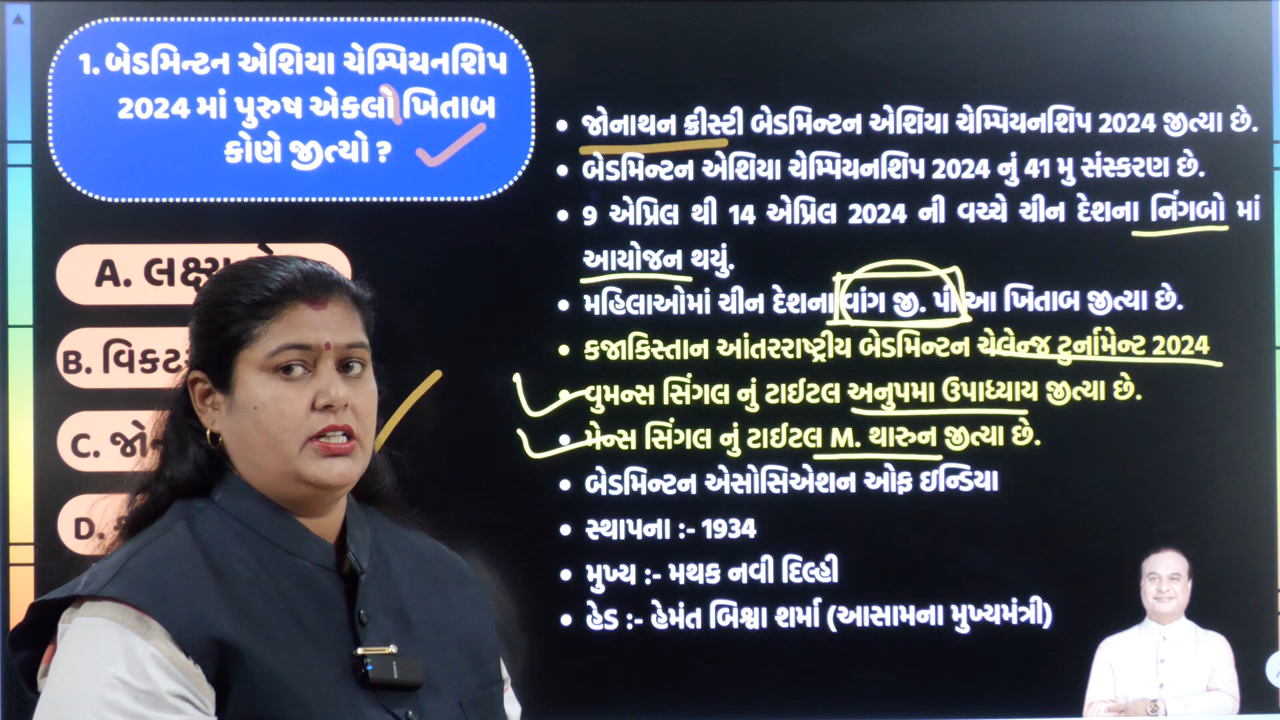 1. બેડમિન્ટન એશિયા ચેમ્પિયનશિપ
2024 માં પુરુષ એકલો ખિતાબ
કોણે જીત્યો ?
A.
B.
C.
D.
• જોનાથન ક્રીસ્ટી બેડમિન્ટન એશિયા ચેમ્પિયનશિપ 2024 જીત્યા છે.
• બેડમિન્ટન એશિયા ચેમ્પિયનશિપ 2024 નું 41 મુ સંસ્કરણ છે.
• 9 એપ્રિલ થી 14 એપ્રિલ 2024 ની વચ્ચે ચીન દેશના નિંગબો માં
આયોજન થયું.
• મહિલાઓમાં ચીન દેશના વાંગ જી. પી આ ખિતાબ જીત્યા છે.
• કજાકિસ્તાન આંતરરાષ્ટ્રીય બેડમિન્ટન ચેલેન્જ ટુર્નામેન્ટ 2024
• વુમન્સ સિંગલ નું ટાઈટલ અનુપમા ઉપાધ્યાય જીત્યા છે.
• મેન્સ સિંગલ નું ટાઈટલ M. થારુન જીત્યા છે.
• બેડમિન્ટન એસોસિએશન ઓફ ઇન્ડિયા
• સ્થાપના :- 1934
• મુખ્ય :- મથક નવી દિલ્હી
• હેડ :- હેમંત બિશ્વા શર્મા (આસામના મુખ્યમંત્રી)